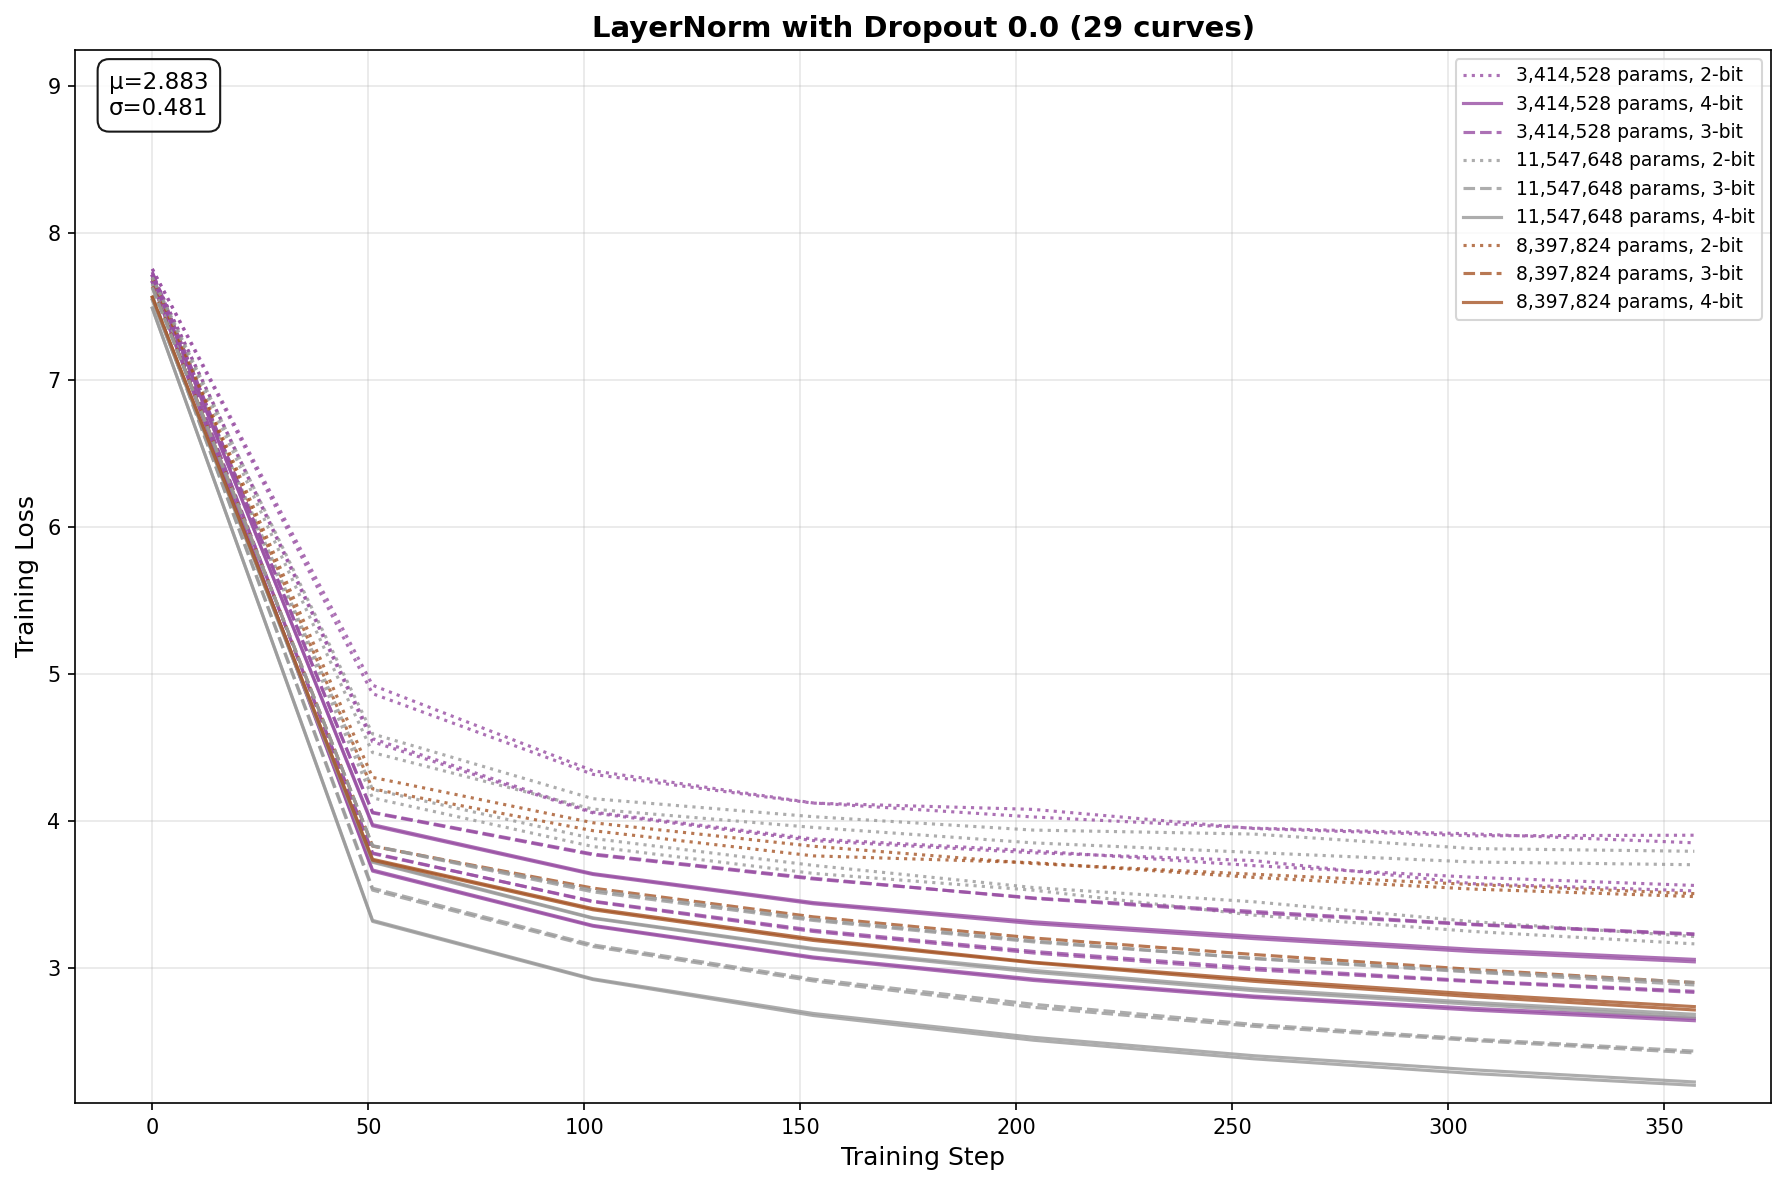 LayerNorm with Dropout 0.0 (29 curves)
μ=2.883
σ=0.481
3,414,528 params, 2-bit
3,414,528 params, 4-bit
3,414,528 params, 3-bit
11,547,648 params, 2-bit
11,547,648 params, 3-bit
11,547,648 params, 4-bit
8,397,824 params, 2-bit
8,397,824 params, 3-bit
8,397,824 params, 4-bit
Training Loss
9
8
7
6
5
4
3
0 50 100 150 200 250 300 350
Training Step